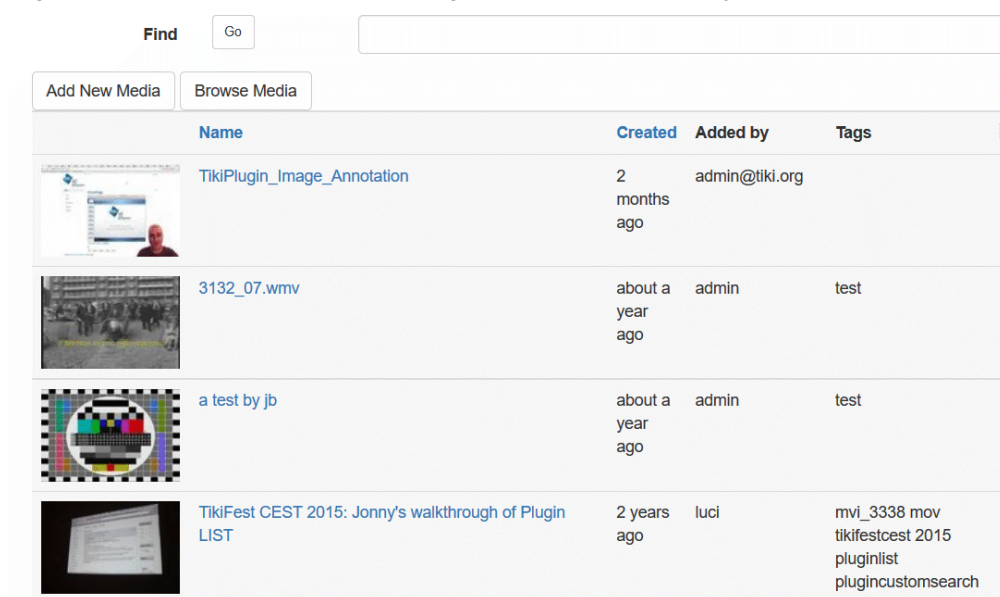 Find Go
Add New Media Browse Media
Name Created Added by Tags
TikiPlugin_Image_Annotation 2 months ago admin@tiki.org
3132_07.wmv about a year ago admin test
a test by jb about a year ago admin test
TikiFest CEST 2015: Jonny's walkthrough of Plugin LIST 2 years ago luci mvi_3338 mov tikifestcest 2015 pluginlist plugincustomsearch